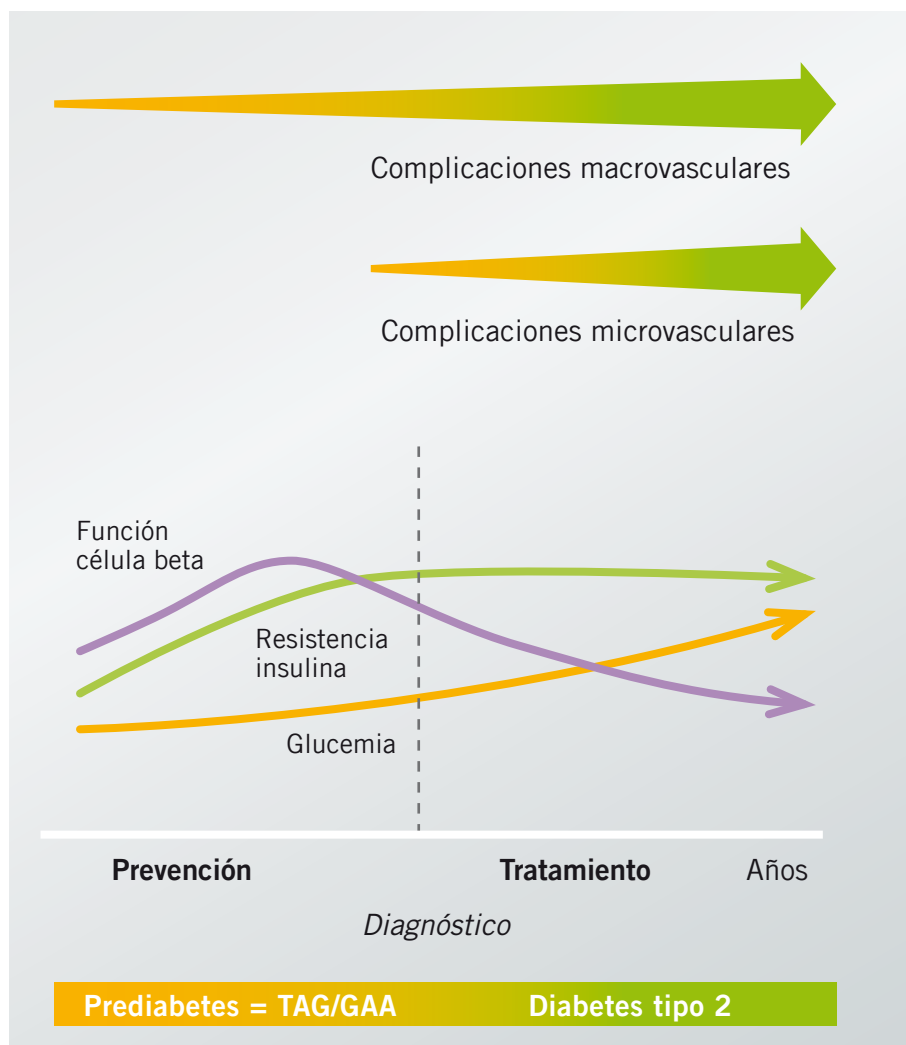 Complicaciones macrovasculares
Complicaciones microvasculares
Función
célula beta
Resistencia
insulina
Glucemia
Prevención
Tratamiento
Años
Diagnóstico
Prediabetes = TAG/GAA
Diabetes tipo 2